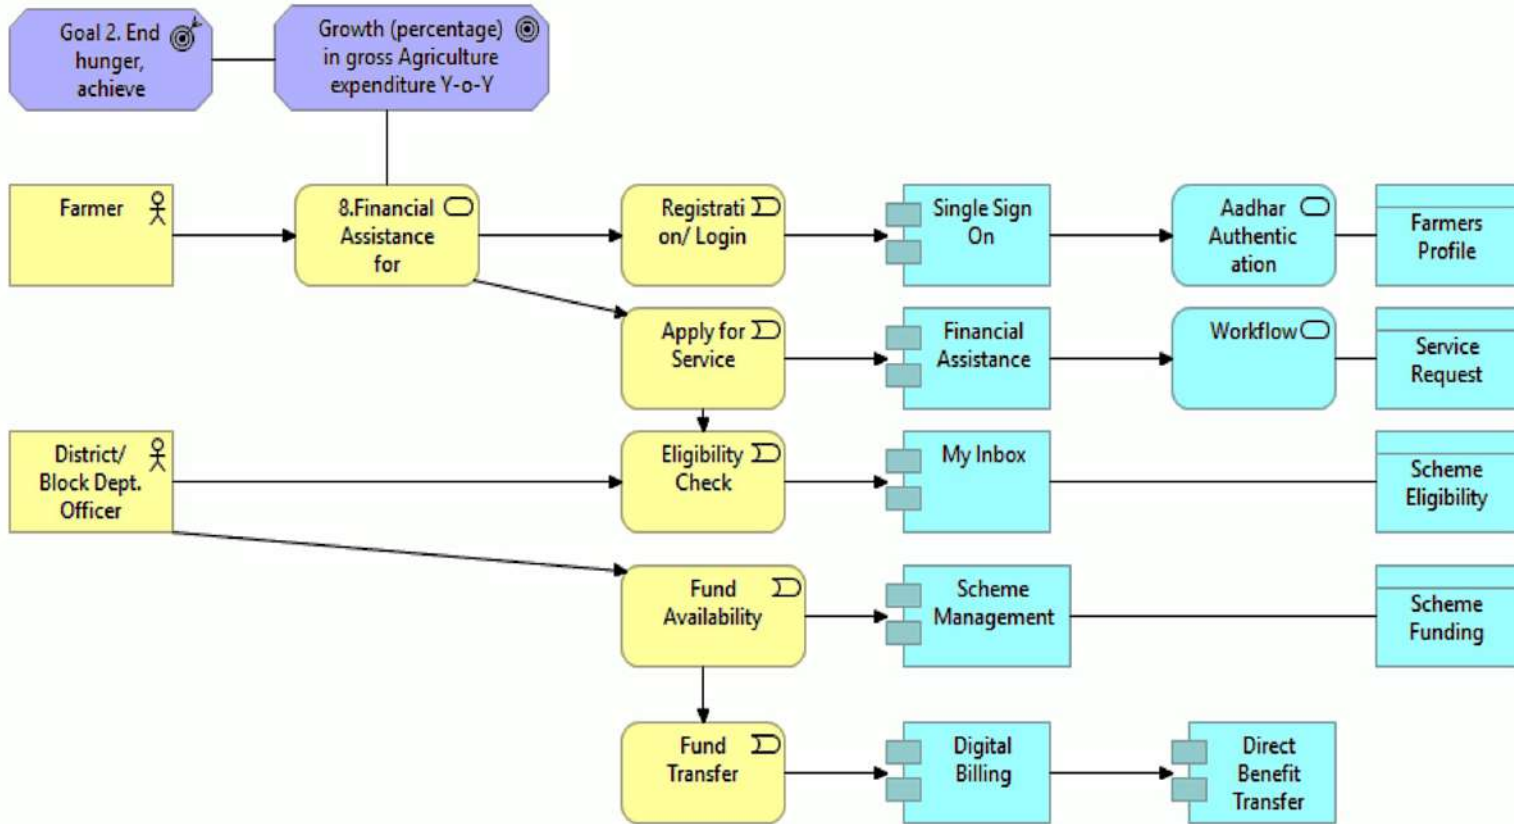 Goal 2. End
hunger,
achieve
Growth (percentage)
in gross Agriculture
expenditure Y-o-Y
Farmer
8.Financial
Assistance
for
Registrati
on/ Login
Single Sign
On
Aadhar
Authentic
ation
Farmers
Profile
Apply for
Service
Financial
Assistance
Workflow
Service
Request
District/
Block Dept.
Officer
Eligibility
Check
My Inbox
Scheme
Eligibility
Fund
Availability
Scheme
Management
Scheme
Funding
Fund
Transfer
Digital
Billing
Direct
Benefit
Transfer